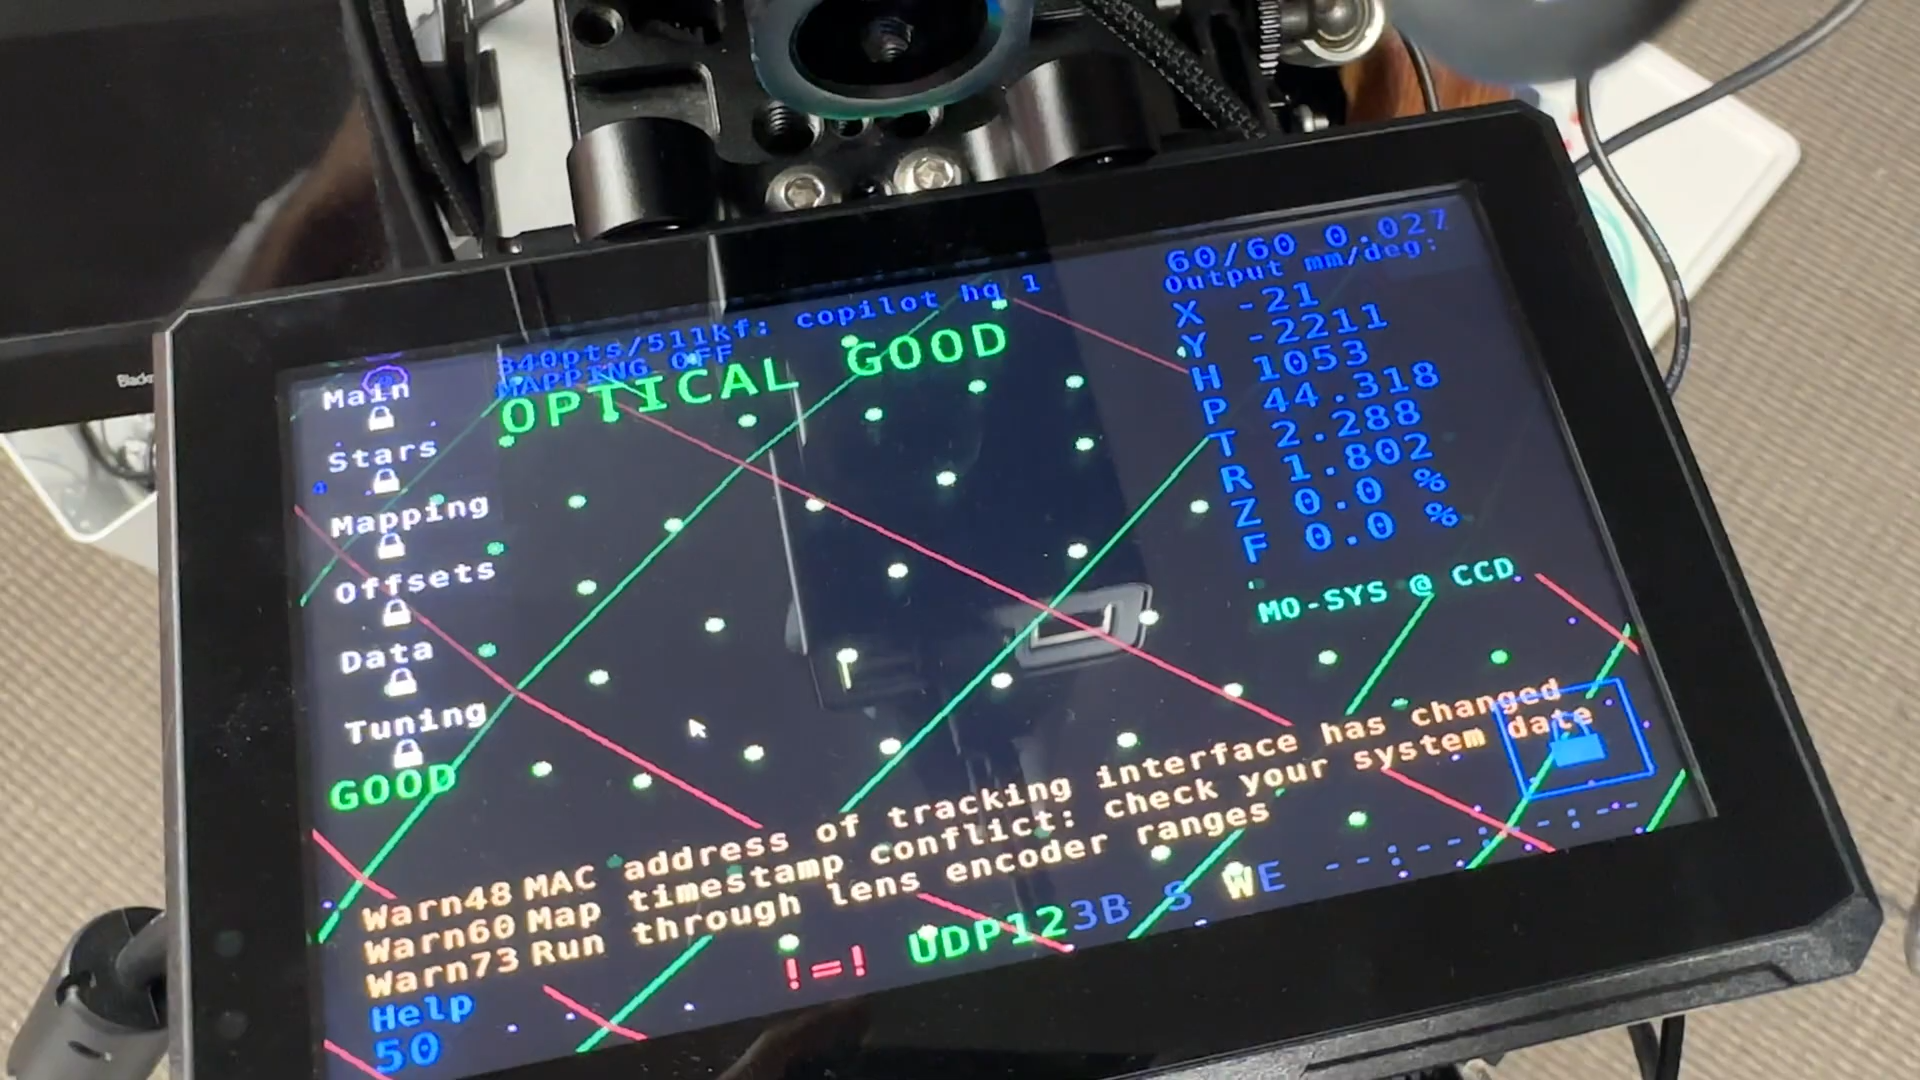 60/60 0.027
Output mm/deg:
X -21
Y -2211
H 1053
P 44.318
T 2.288
R 1.802
Z 0.0 %
F 0.0 %
MO-SYS @ CCD
840pts/511kf: copilot hq 1
MAPPING OFF
OPTICAL GOOD
Main
Stars
Mapping
Offsets
Data
Tuning
GOOD
Warn48 MAC address of tracking interface has changed
Warn60 Map timestamp conflict: check your system date
Warn73 Run through lens encoder ranges
Help
!=! UDP123B S WE --:--:--:--
50